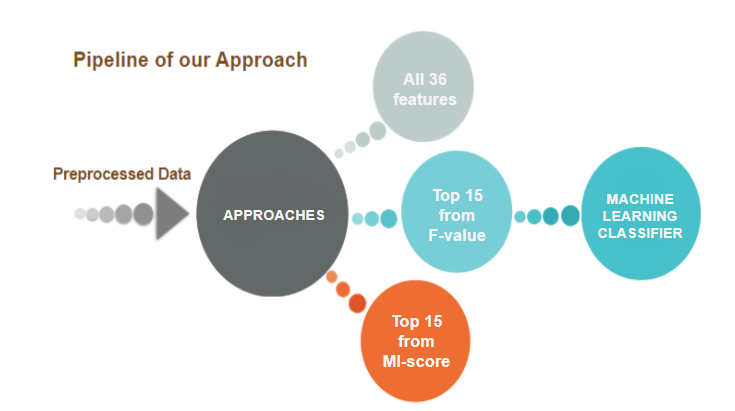 Pipeline of our Approach
All 36
features
Preprocessed Data
APPROACHES
Top 15
from
F-value
MACHINE
LEARNING
CLASSIFIER
Top 15
from
MI-score